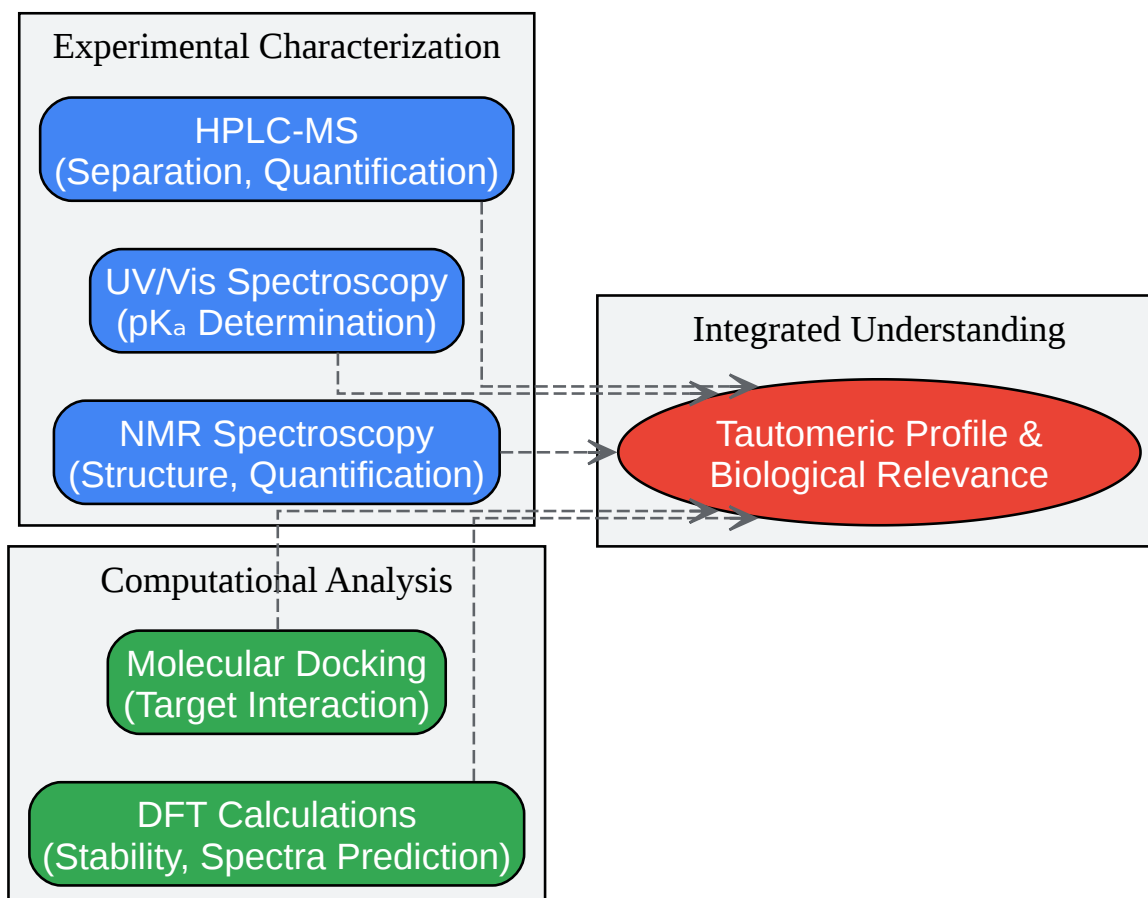 Experimental Characterization
HPLC-MS
(Separation, Quantification)
UV/Vis Spectroscopy
(pKₐ Determination)
NMR Spectroscopy
(Structure, Quantification)
Integrated Understanding
Tautomeric Profile &
Biological Relevance
Computational Analysis
Molecular Docking
(Target Interaction)
DFT Calculations
(Stability, Spectra Prediction)